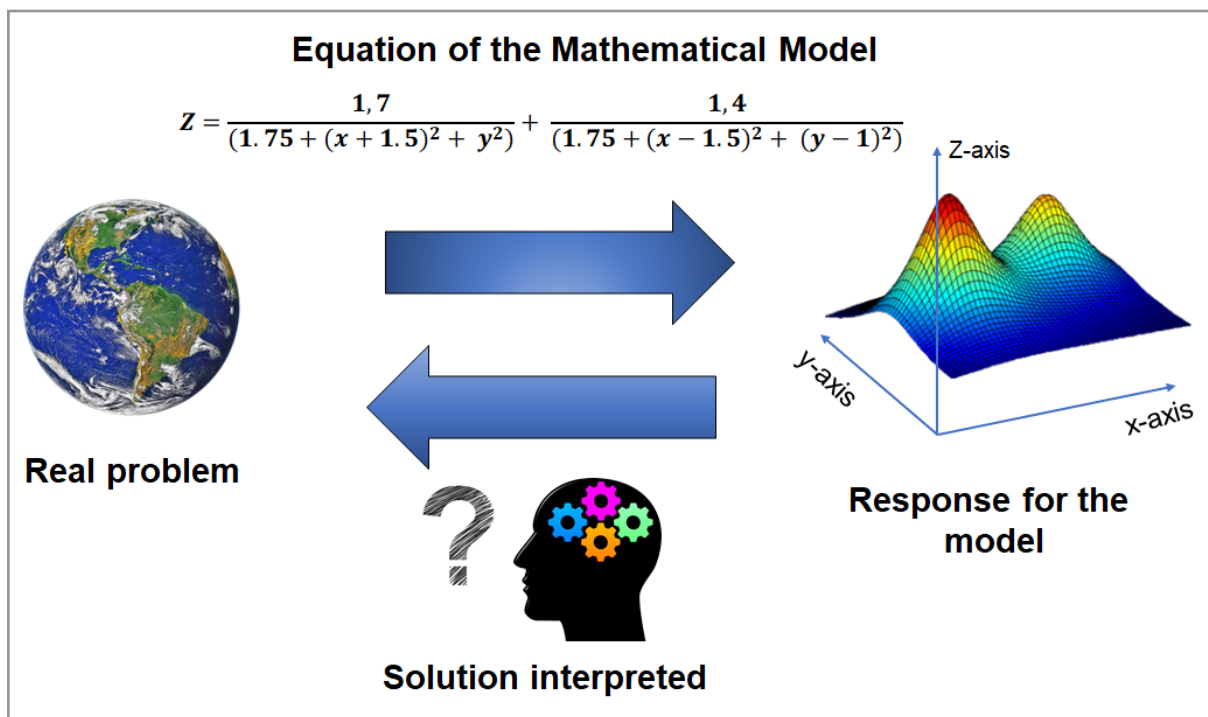 Equation of the Mathematical Model
Z = 1,7 / (1.75 + (x + 1.5)² + y²) + 1,4 / (1.75 + (x − 1.5)² + (y − 1)²)
Z-axis
y-axis
x-axis
Real problem
Response for the
model
?
Solution interpreted